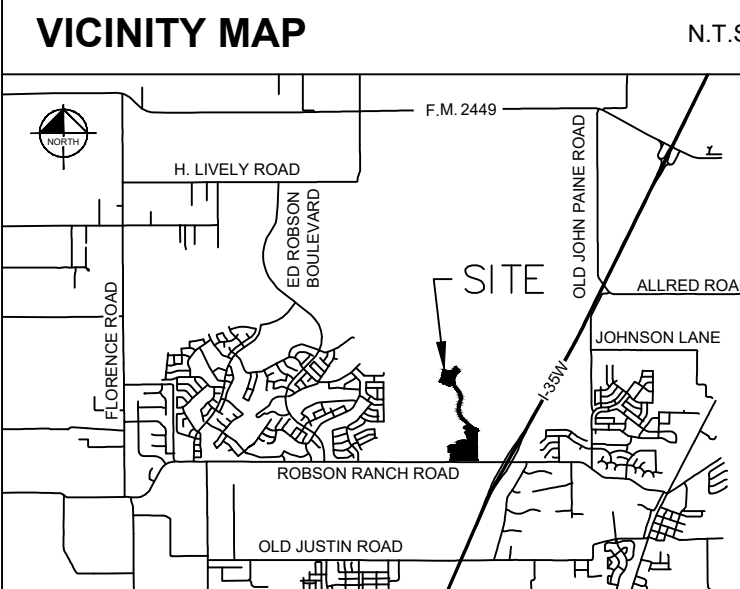 VICINITY MAP
N.T.S
F.M. 2449
NORTH
H. LIVELY ROAD
ED ROBSON
BOULEVARD
OLD JOHN PAINE ROAD
SITE
ALLRED ROAD
FLORENCE ROAD
JOHNSON LANE
I-35W
ROBSON RANCH ROAD
OLD JUSTIN ROAD